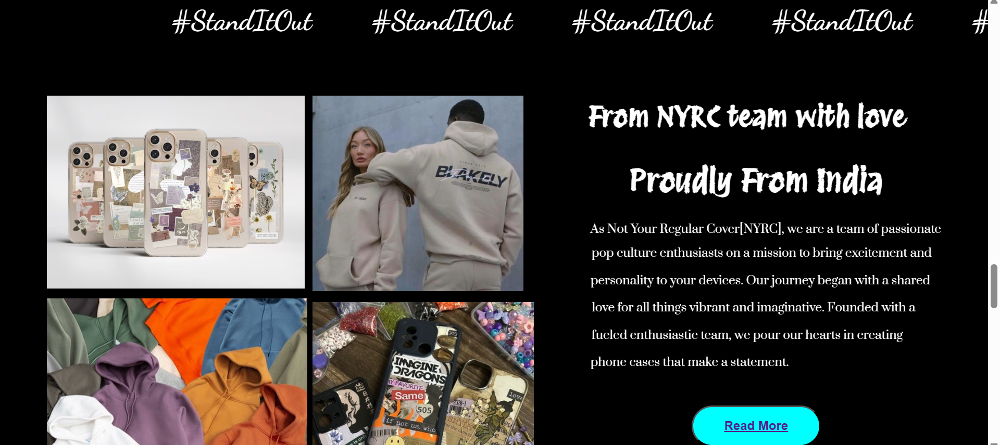 #StandItOut #StandItOut #StandItOut #StandItOut #
From NYRC team with love
Proudly From India
As Not Your Regular Cover[NYRC], we are a team of passionate
pop culture enthusiasts on a mission to bring excitement and
personality to your devices. Our journey began with a shared
love for all things vibrant and imaginative. Founded with a
fueled enthusiastic team, we pour our hearts in creating
phone cases that make a statement.
Read More
BLAKELY
IMAGINE
DRAGONS
MY FAVORITE
Same
505
if not us, who
love